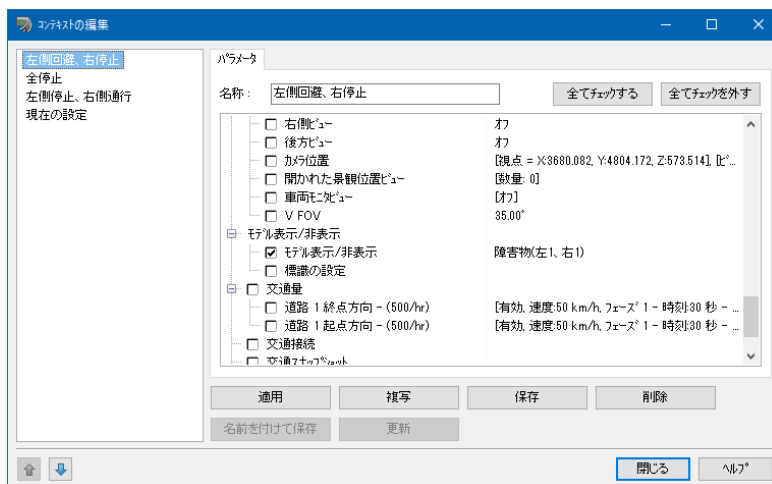 コンテキストの編集
左側回避、右停止
全停止
左側停止、右側通行
現在の設定
パラメータ
名称： 左側回避、右停止 全てチェックする 全てチェックを外す
右側ビュー オフ
後方ビュー オフ
カメラ位置 [視点 = X:3680.082, Y:4804.172, Z:573.514], [ビ...
開かれた景観位置ビュー [数量: 0]
車両モニタビュー [オフ]
V FOV 35.00°
モデル表示/非表示
モデル表示/非表示 障害物(左1、右1)
標識の設定
交通量
道路 1 終点方向 - (500/hr) [有効, 速度:50 km/h, フェーズ 1 - 時刻:30 秒 - ...
道路 1 起点方向 - (500/hr) [有効, 速度:50 km/h, フェーズ 1 - 時刻:30 秒 - ...
交通接続
交通スナップショット
適用 複写 保存 削除
名前を付けて保存 更新
閉じる ヘルプ